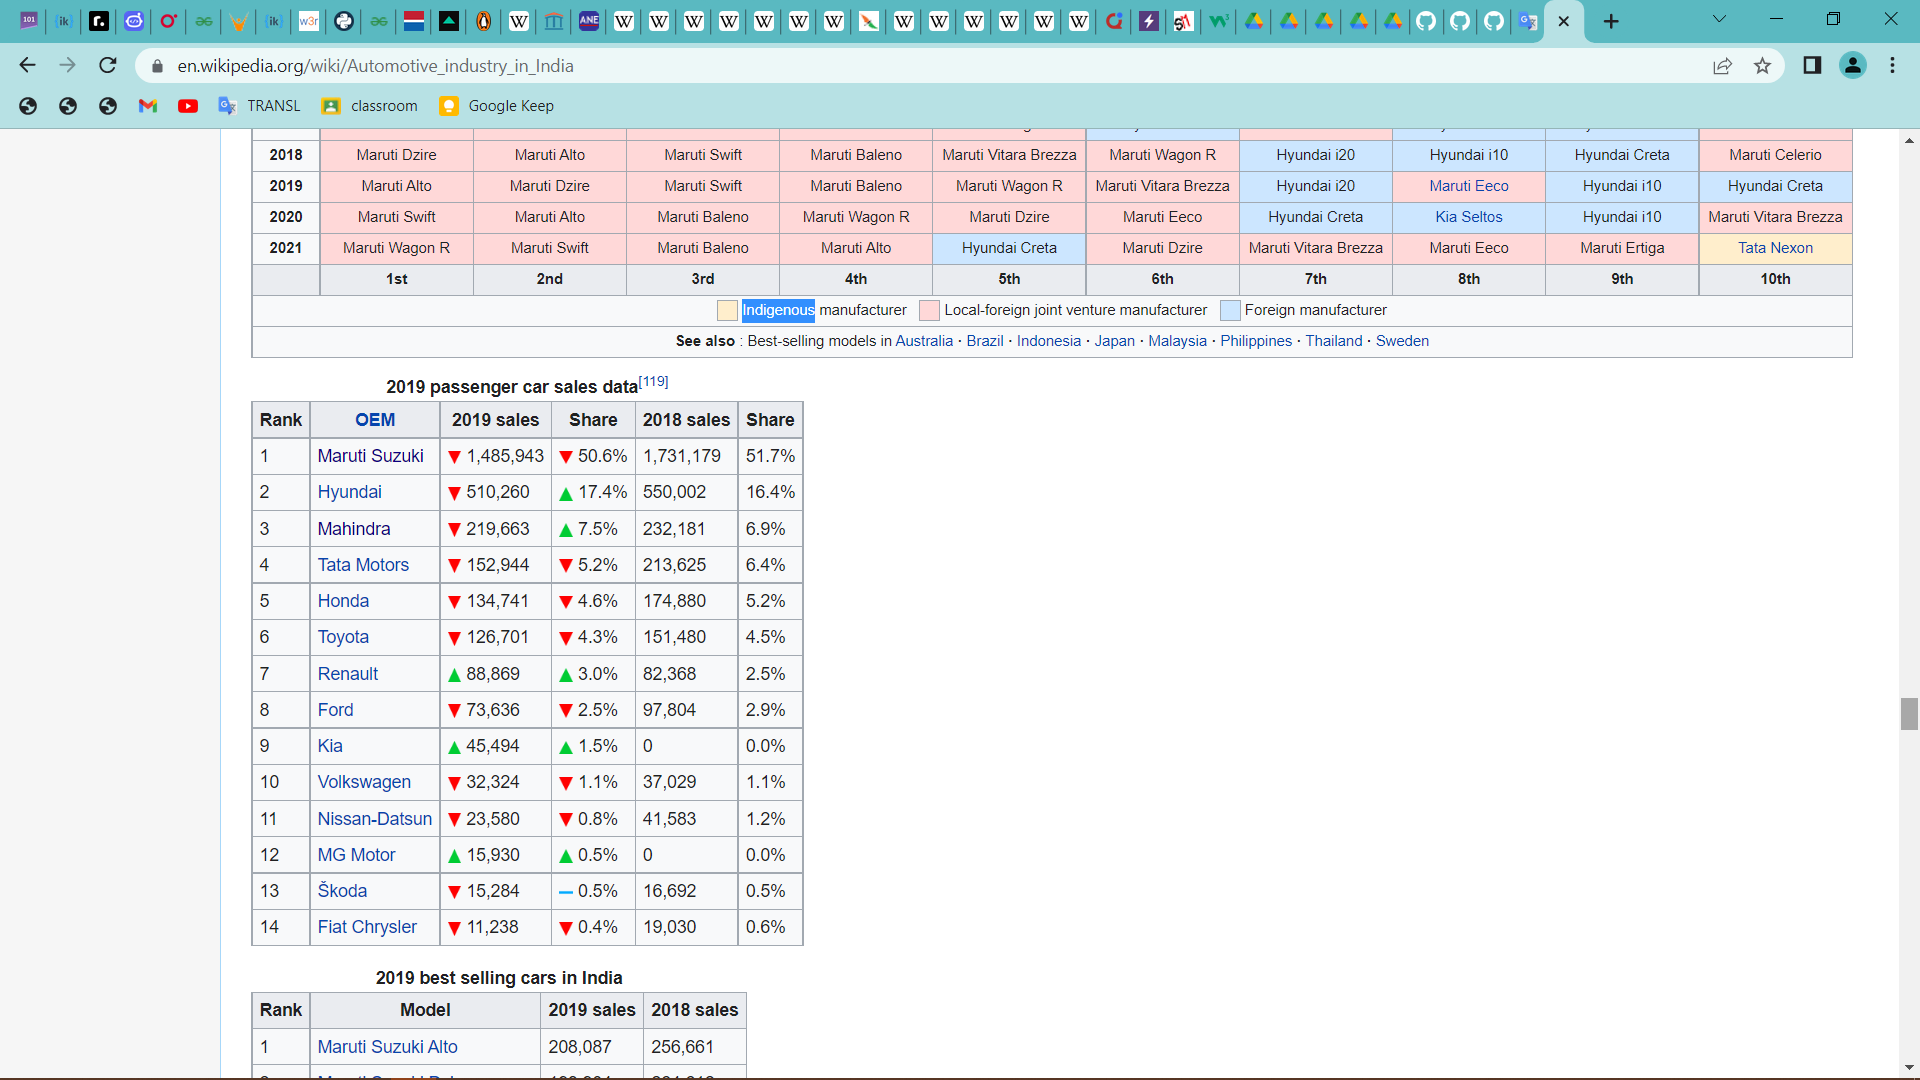 en.wikipedia.org/wiki/Automotive_industry_in_India
TRANSL classroom Google Keep
2018 Maruti Dzire Maruti Alto Maruti Swift Maruti Baleno Maruti Vitara Brezza Maruti Wagon R Hyundai i20 Hyundai i10 Hyundai Creta Maruti Celerio
2019 Maruti Alto Maruti Dzire Maruti Swift Maruti Baleno Maruti Wagon R Maruti Vitara Brezza Hyundai i20 Maruti Eeco Hyundai i10 Hyundai Creta
2020 Maruti Swift Maruti Alto Maruti Baleno Maruti Wagon R Maruti Dzire Maruti Eeco Hyundai Creta Kia Seltos Hyundai i10 Maruti Vitara Brezza
2021 Maruti Wagon R Maruti Swift Maruti Baleno Maruti Alto Hyundai Creta Maruti Dzire Maruti Vitara Brezza Maruti Eeco Maruti Ertiga Tata Nexon
1st 2nd 3rd 4th 5th 6th 7th 8th 9th 10th
Indigenous manufacturer Local-foreign joint venture manufacturer Foreign manufacturer
See also : Best-selling models in Australia · Brazil · Indonesia · Japan · Malaysia · Philippines · Thailand · Sweden
2019 passenger car sales data[119]
Rank OEM 2019 sales Share 2018 sales Share
1 Maruti Suzuki ▼ 1,485,943 ▼ 50.6% 1,731,179 51.7%
2 Hyundai ▼ 510,260 ▲ 17.4% 550,002 16.4%
3 Mahindra ▼ 219,663 ▲ 7.5% 232,181 6.9%
4 Tata Motors ▼ 152,944 ▼ 5.2% 213,625 6.4%
5 Honda ▼ 134,741 ▼ 4.6% 174,880 5.2%
6 Toyota ▼ 126,701 ▼ 4.3% 151,480 4.5%
7 Renault ▲ 88,869 ▲ 3.0% 82,368 2.5%
8 Ford ▼ 73,636 ▼ 2.5% 97,804 2.9%
9 Kia ▲ 45,494 ▲ 1.5% 0 0.0%
10 Volkswagen ▼ 32,324 ▼ 1.1% 37,029 1.1%
11 Nissan-Datsun ▼ 23,580 ▼ 0.8% 41,583 1.2%
12 MG Motor ▲ 15,930 ▲ 0.5% 0 0.0%
13 Škoda ▼ 15,284 — 0.5% 16,692 0.5%
14 Fiat Chrysler ▼ 11,238 ▼ 0.4% 19,030 0.6%
2019 best selling cars in India
Rank Model 2019 sales 2018 sales
1 Maruti Suzuki Alto 208,087 256,661